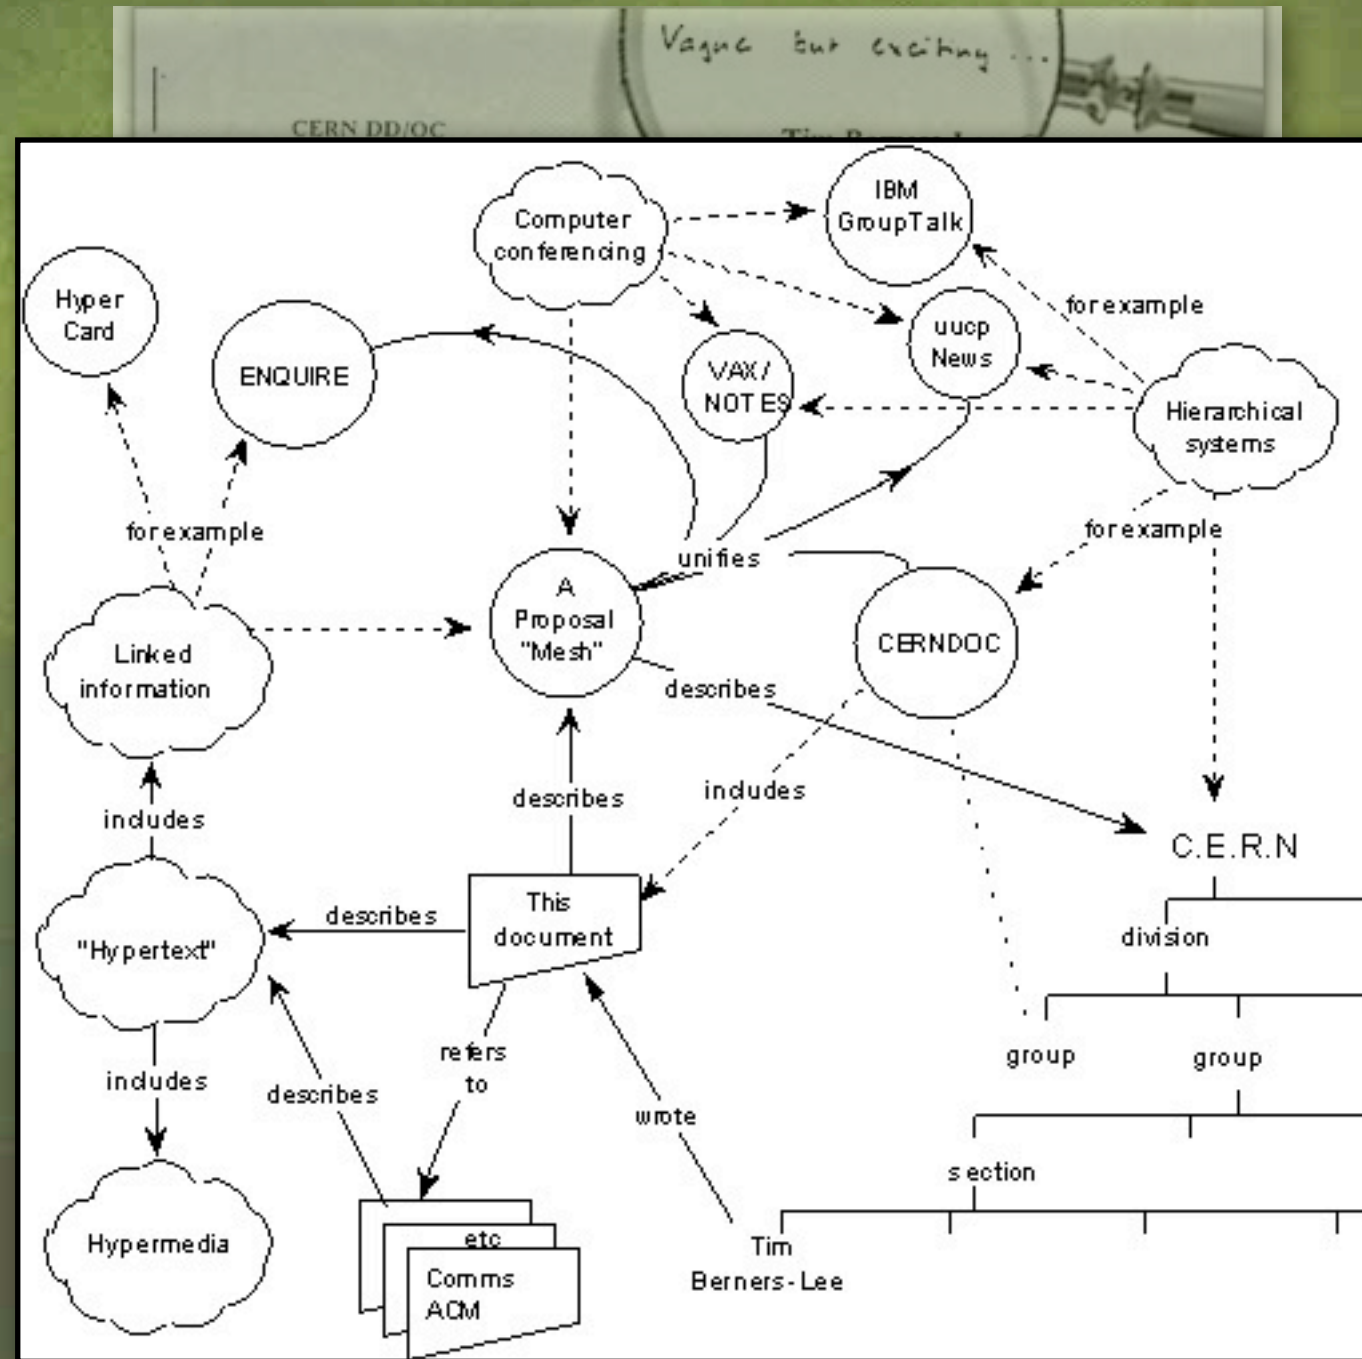 Vague but exciting ...
CERN DD/OC
Tim Berners-L
IBM
GroupTalk
Computer
conferencing
Hyper
Card
for example
uucp
News
ENQUIRE
VAX/
NOTES
Hierarchical
systems
for example
for example
unifies
A
Proposal
"Mesh"
CERNDOC
Linked
information
describes
includes
describes
includes
C.E.R.N
This
document
describes
division
"Hypertext"
refers
to
group
group
includes
describes
wrote
section
Hypermedia
etc
Tim
Berners-Lee
Comms
ACM